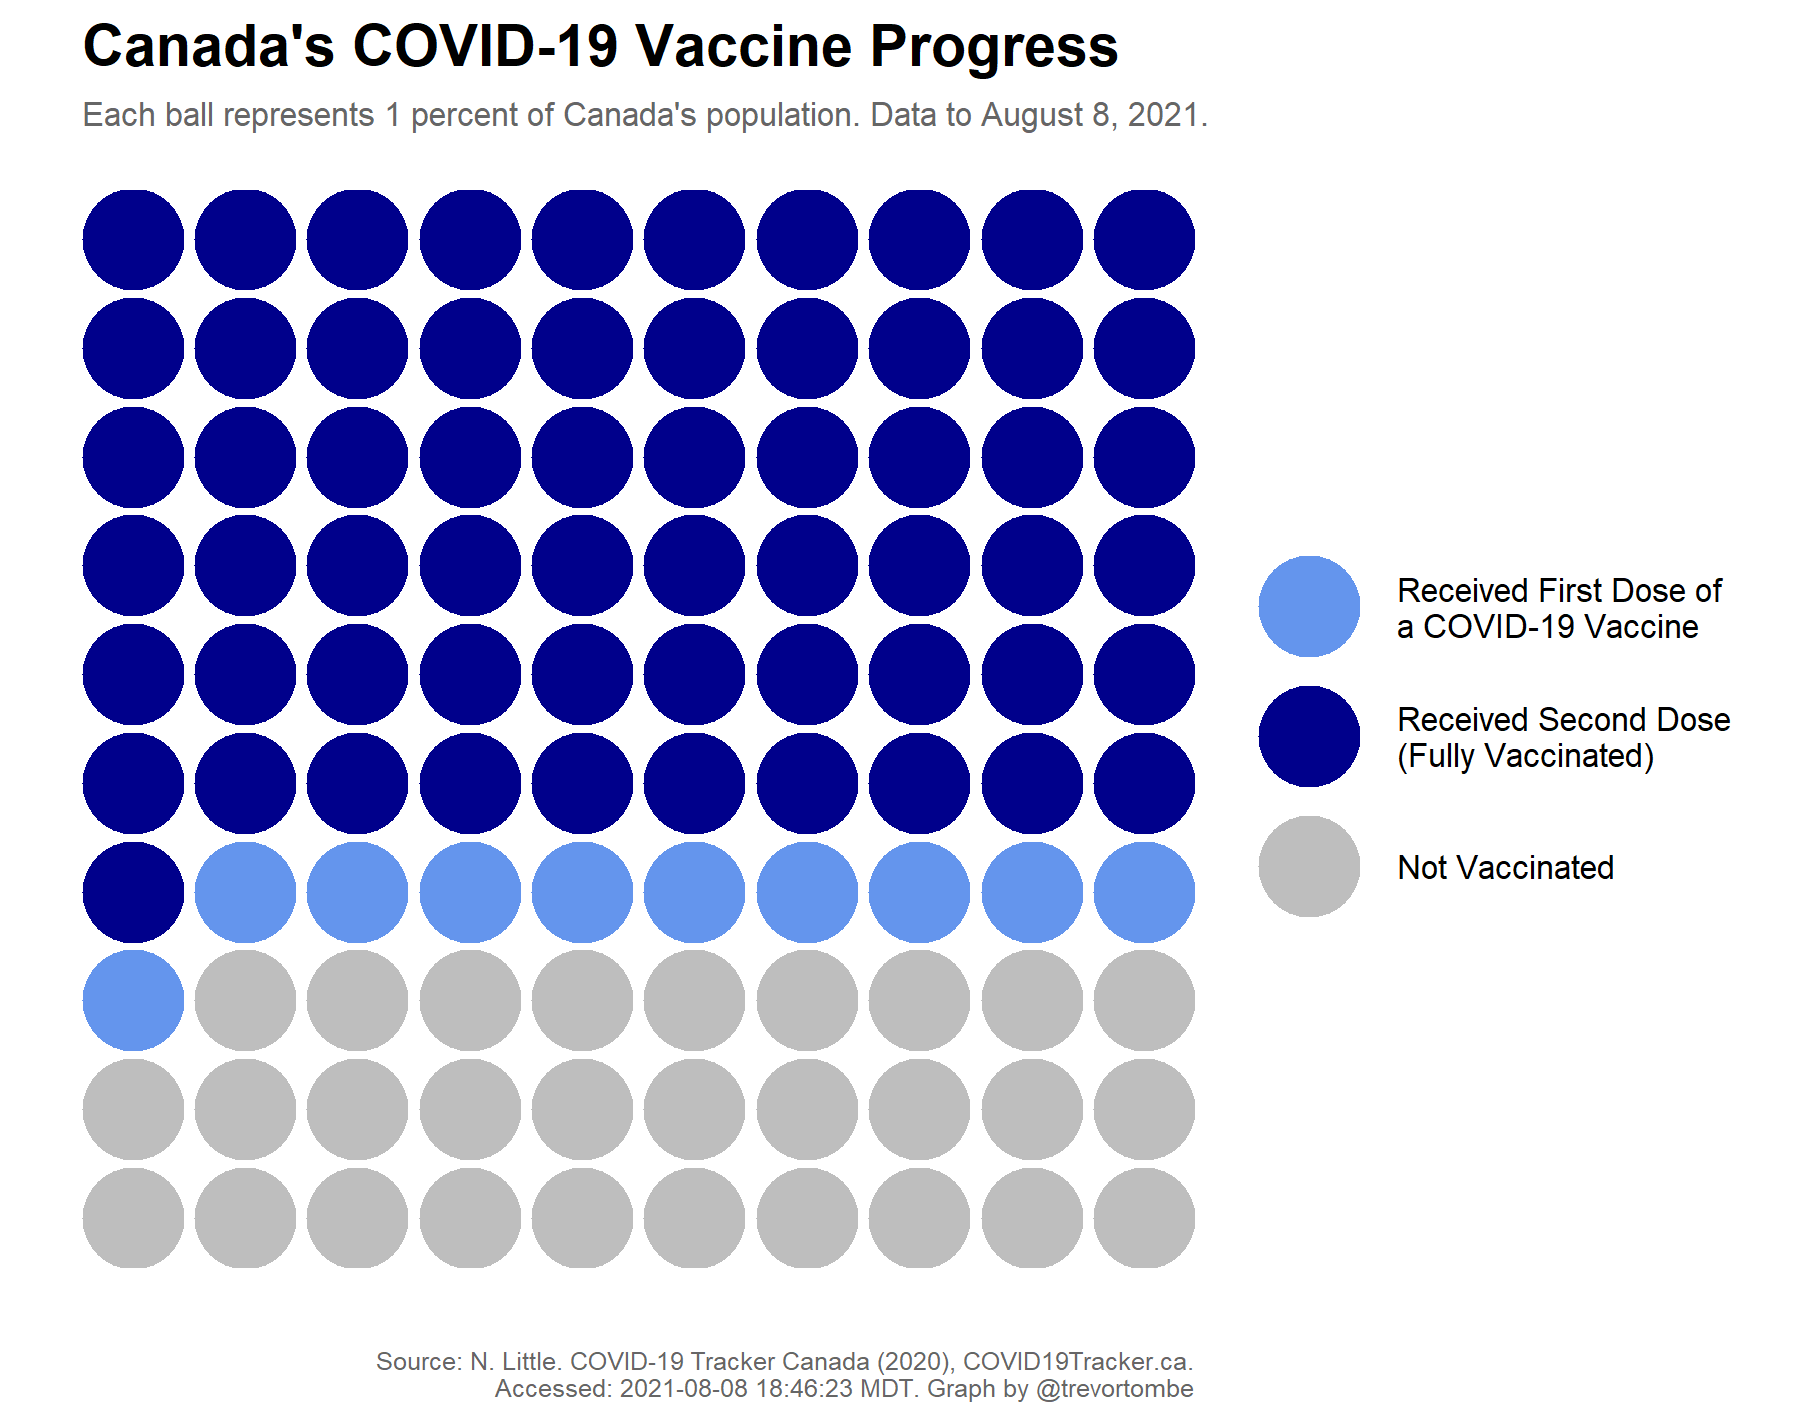 Canada's COVID-19 Vaccine Progress
Each ball represents 1 percent of Canada's population. Data to August 8, 2021.
Received First Dose of
a COVID-19 Vaccine
Received Second Dose
(Fully Vaccinated)
Not Vaccinated
Source: N. Little. COVID-19 Tracker Canada (2020), COVID19Tracker.ca.
Accessed: 2021-08-08 18:46:23 MDT. Graph by @trevortombe